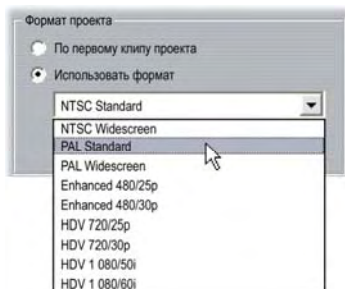 Формат проекта
По первому клипу проекта
Использовать формат
NTSC Standard
NTSC Widescreen
PAL Standard
PAL Widescreen
Enhanced 480/25p
Enhanced 480/30p
HDV 720/25p
HDV 720/30p
HDV 1 080/50i
HDV 1 080/60i